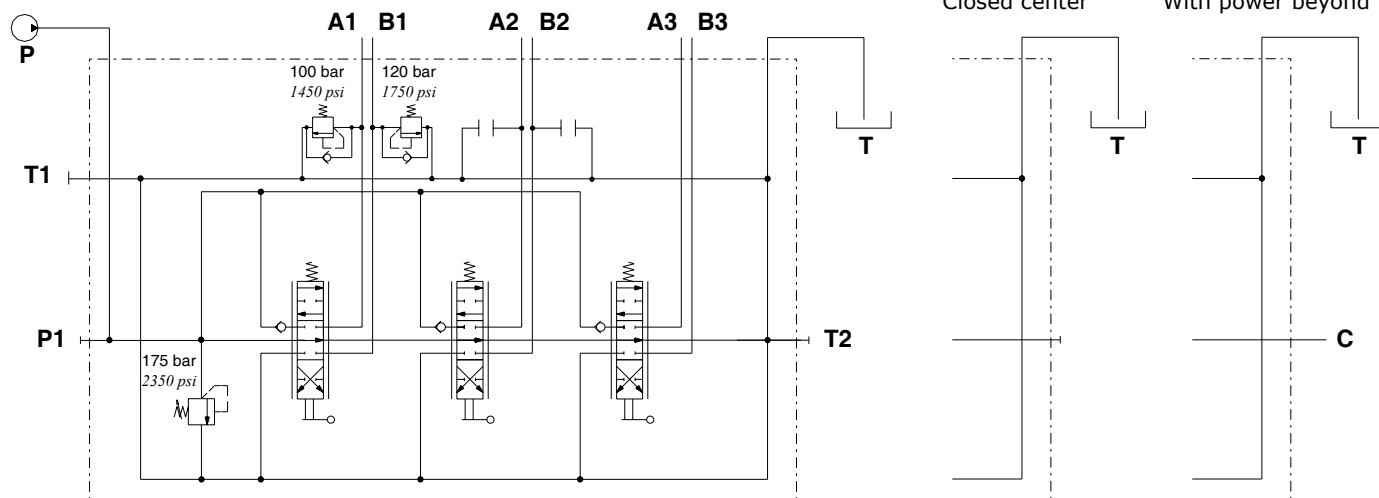 Closed center
With power beyond
A1 B1 A2 B2 A3 B3
P
100 bar
1450 psi
120 bar
1750 psi
T
T
T
T1
P1
T2
C
175 bar
2350 psi